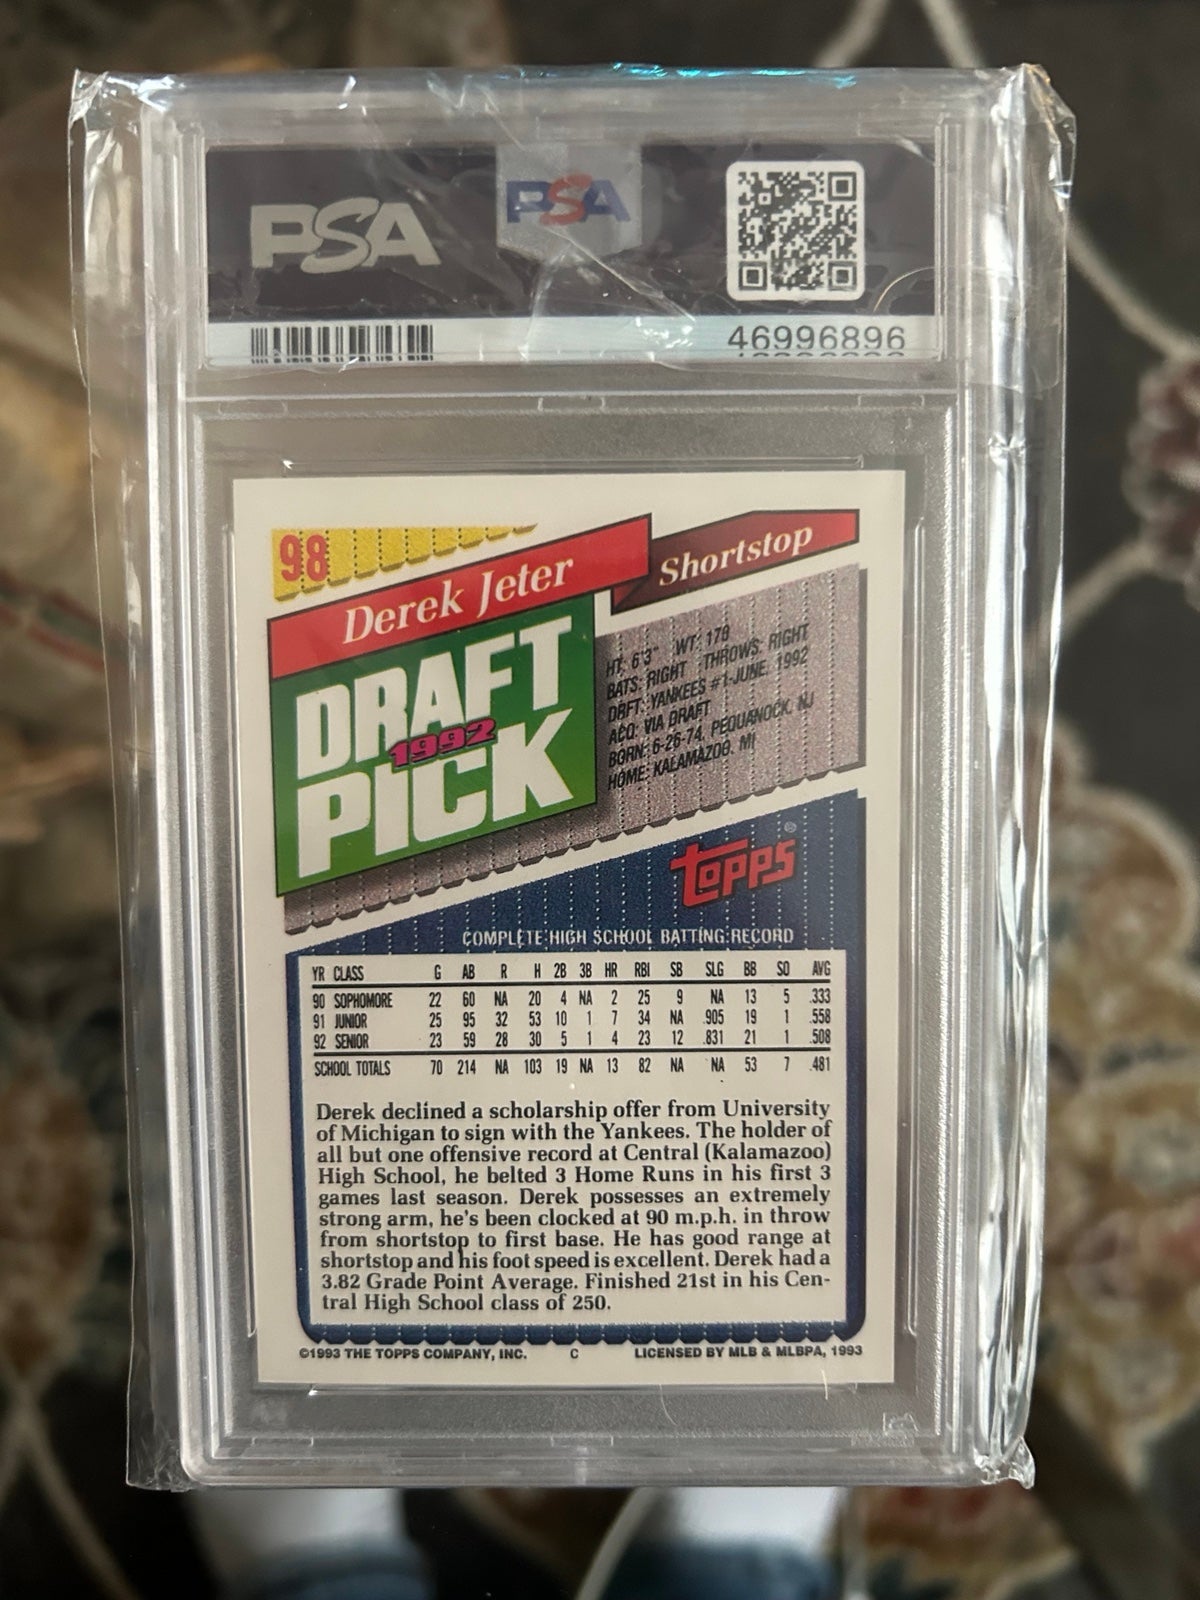 PSA
PSA
46996896
98
Derek Jeter
Shortstop
DRAFT
1992
PICK
HT: 6'3" WT: 178
BATS: RIGHT THROWS: RIGHT
DRFT: YANKEES #1-JUNE, 1992
ACQ: VIA DRAFT
BORN: 6-26-74, PEQUANOCK, NJ
HOME: KALAMAZOO, MI
topps®
COMPLETE HIGH SCHOOL BATTING RECORD
YR CLASS G AB R H 2B 3B HR RBI SB SLG BB SO AVG
90 SOPHOMORE 22 60 NA 20 4 NA 2 25 9 NA 13 5 .333
91 JUNIOR 25 95 32 53 10 1 7 34 NA .905 19 1 .558
92 SENIOR 23 59 28 30 5 1 4 23 12 .831 21 1 .508
SCHOOL TOTALS 70 214 NA 103 19 NA 13 82 NA NA 53 7 .481
Derek declined a scholarship offer from University
of Michigan to sign with the Yankees. The holder of
all but one offensive record at Central (Kalamazoo)
High School, he belted 3 Home Runs in his first 3
games last season. Derek possesses an extremely
strong arm, he's been clocked at 90 m.p.h. in throw
from shortstop to first base. He has good range at
shortstop and his foot speed is excellent. Derek had a
3.82 Grade Point Average. Finished 21st in his Cen-
tral High School class of 250.
©1993 THE TOPPS COMPANY, INC. C LICENSED BY MLB & MLBPA, 1993